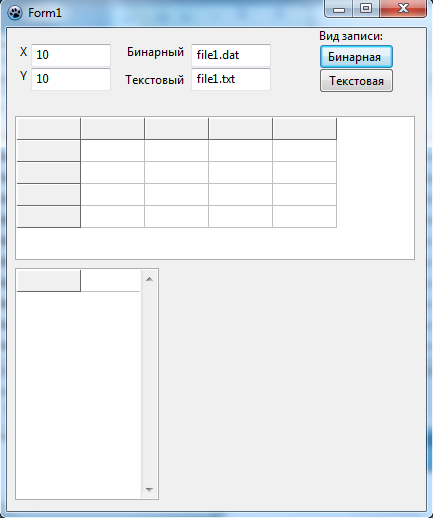 Form1
Вид записи:
X 10 Бинарный file1.dat Бинарная
Y 10 Текстовый file1.txt Текстовая